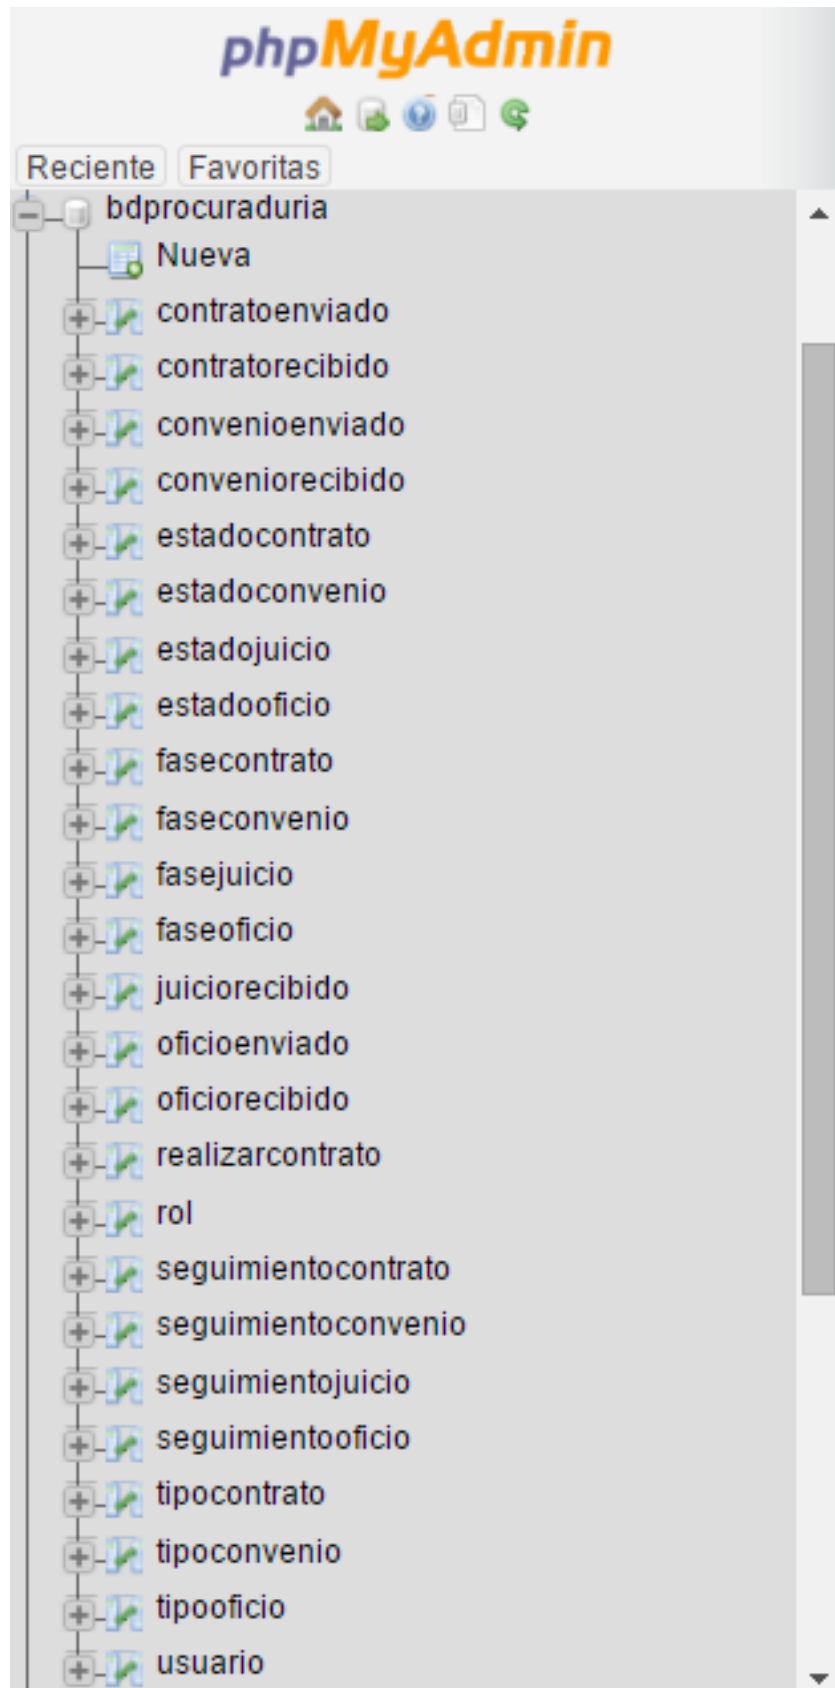 phpMyAdmin
Reciente Favoritas
bdprocuraduria
Nueva
contratoenviado
contratorecibido
convenioenviado
conveniorecibido
estadocontrato
estadoconvenio
estadojuicio
estadooficio
fasecontrato
faseconvenio
fasejuicio
faseoficio
juiciorecibido
oficioenviado
oficiorecibido
realizarcontrato
rol
seguimientocontrato
seguimientoconvenio
seguimientojuicio
seguimientooficio
tipocontrato
tipoconvenio
tipooficio
usuario